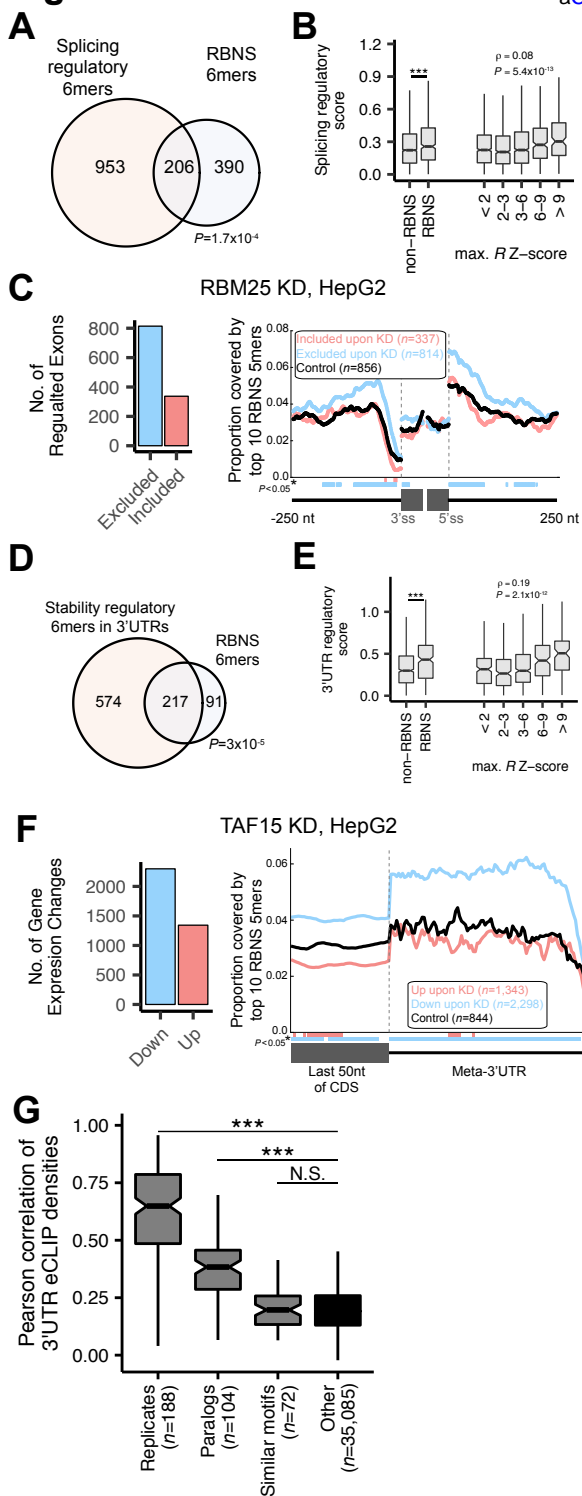 A
Splicing
regulatory
6mers
RBNS
6mers
953
206
390
P=1.7x10-4
B
Splicing regulatory
score
1.2
0.9
0.6
0.3
0.0
***
ρ = 0.08
P = 5.4x10-13
non-RBNS
RBNS
< 2
2–3
3–6
6–9
> 9
max. R Z–score
C
RBM25 KD, HepG2
No. of
Regualted Exons
800
600
400
200
0
Excluded
Included
Proportion covered by
top 10 RBNS 5mers
0.08
0.06
0.04
0.0
Included upon KD (n=337)
Excluded upon KD (n=814)
Control (n=856)
P<0.05*
-250 nt
3'ss
5'ss
250 nt
D
Stability regulatory
6mers in 3'UTRs
RBNS
6mers
574
217
91
P=3x10-5
E
3'UTR regulatory
score
1.0
0.5
0.0
***
ρ = 0.19
P = 2.1x10-12
non-RBNS
RBNS
< 2
2–3
3–6
6–9
> 9
max. R Z–score
F
TAF15 KD, HepG2
No. of Gene
Expresion Changes
2000
1500
1000
500
0
Down
Up
Proportion covered by
top 10 RBNS 5mers
0.06
0.04
0.02
0.0
Up upon KD (n=1,343)
Down upon KD (n=2,298)
Control (n=844)
P<0.05*
Last 50nt
of CDS
Meta-3'UTR
G
Pearson correlation of
3'UTR eCLIP densities
1.00
0.75
0.50
0.25
0.00
***
***
N.S.
Replicates
(n=188)
Paralogs
(n=104)
Similar motifs
(n=72)
Other
(n=35,085)